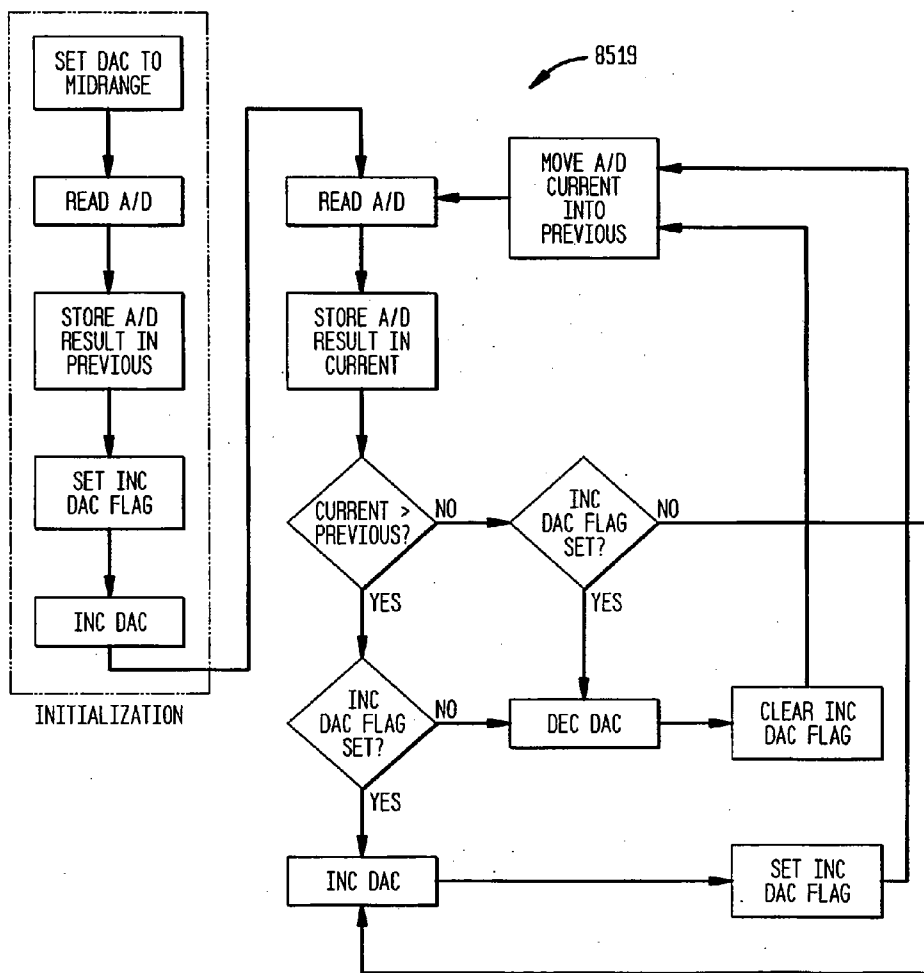 SET DAC TO
MIDRANGE
READ A/D
STORE A/D
RESULT IN
PREVIOUS
SET INC
DAC FLAG
INC DAC
INITIALIZATION
8519
READ A/D
MOVE A/D
CURRENT
INTO
PREVIOUS
STORE A/D
RESULT IN
CURRENT
CURRENT >
PREVIOUS?
NO
YES
INC
DAC FLAG
SET?
NO
YES
INC
DAC FLAG
SET?
NO
YES
DEC DAC
CLEAR INC
DAC FLAG
INC DAC
SET INC
DAC FLAG